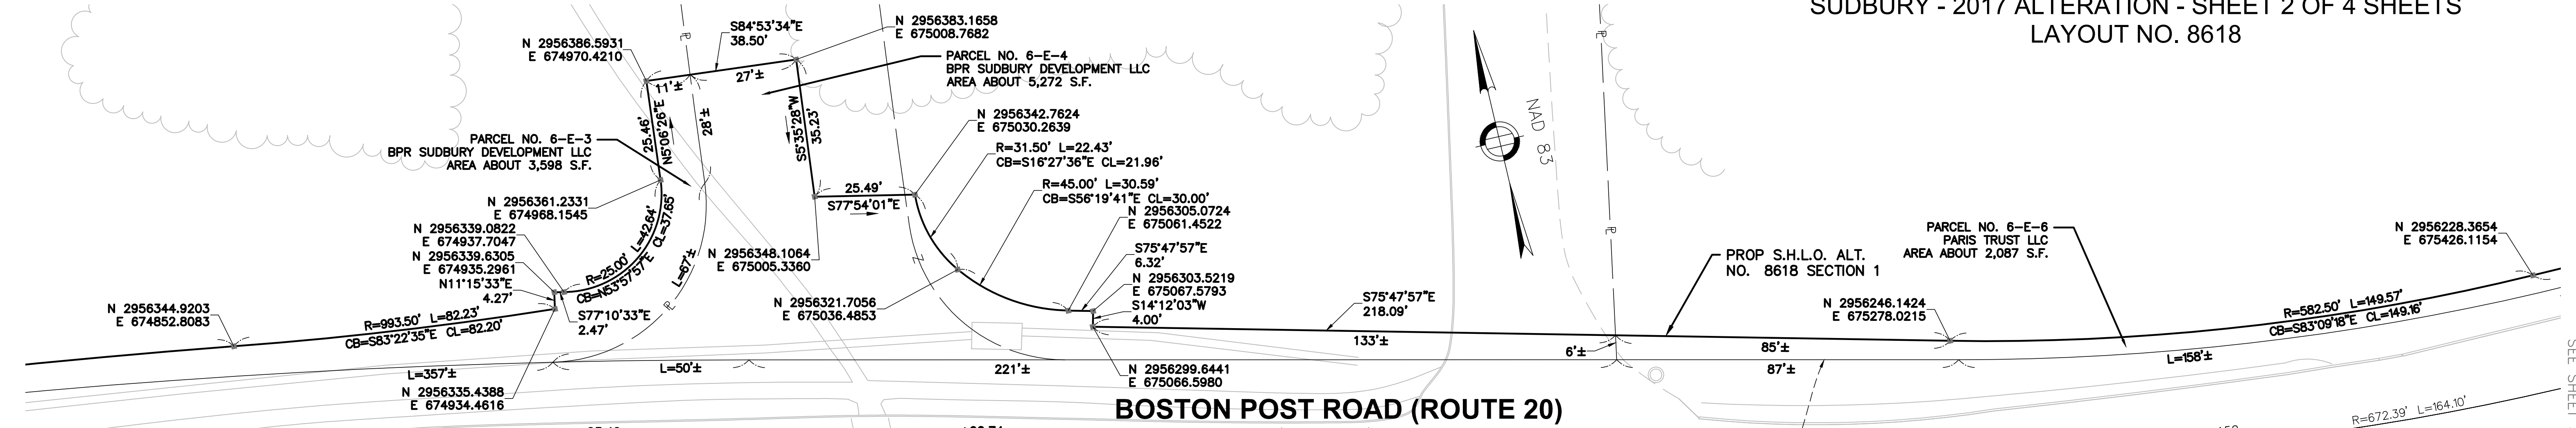 SUDBURY - 2017 ALTERATION - SHEET 2 OF 4 SHEETS
LAYOUT NO. 8618
N 2956386.5931
E 674970.4210
S84°53'34"E
38.50'
N 2956383.1658
E 675008.7682
PARCEL NO. 6-E-4
BPR SUDBURY DEVELOPMENT LLC
AREA ABOUT 5,272 S.F.
11'±
27'±
25.46'
N5°06'26"E
28'±
S5°35'28"W
35.23'
N 2956342.7624
E 675030.2639
PARCEL NO. 6-E-3
BPR SUDBURY DEVELOPMENT LLC
AREA ABOUT 3,598 S.F.
R=31.50' L=22.43'
CB=S16°27'36"E CL=21.96'
25.49'
S77°54'01"E
R=45.00' L=30.59'
CB=S56°19'41"E CL=30.00'
NAD 83
N 2956361.2331
E 674968.1545
N 2956339.0822
E 674937.7047
N 2956339.6305
E 674935.2961
N11°15'33"E
4.27'
R=25.00' L=42.64'
CB=N53°57'57"E CL=37.65'
L=67'±
N 2956348.1064
E 675005.3360
N 2956305.0724
E 675061.4522
S75°47'57"E
6.32'
N 2956303.5219
E 675067.5793
S14°12'03"W
4.00'
PROP S.H.L.O. ALT.
NO. 8618 SECTION 1
PARCEL NO. 6-E-6
PARIS TRUST LLC
AREA ABOUT 2,087 S.F.
N 2956228.3654
E 675426.1154
N 2956344.9203
E 674852.8083
R=993.50' L=82.23'
CB=S83°22'35"E CL=82.20'
S77°10'33"E
2.47'
N 2956321.7056
E 675036.4853
S75°47'57"E
218.09'
133'±
6'±
N 2956246.1424
E 675278.0215
85'±
R=582.50' L=149.57'
CB=S83°09'18"E CL=149.16'
L=357'±
L=50'±
221'±
87'±
L=158'±
N 2956335.4388
E 674934.4616
N 2956299.6441
E 675066.5980
BOSTON POST ROAD (ROUTE 20)
R=672.39' L=164.10'
SEE SHEET